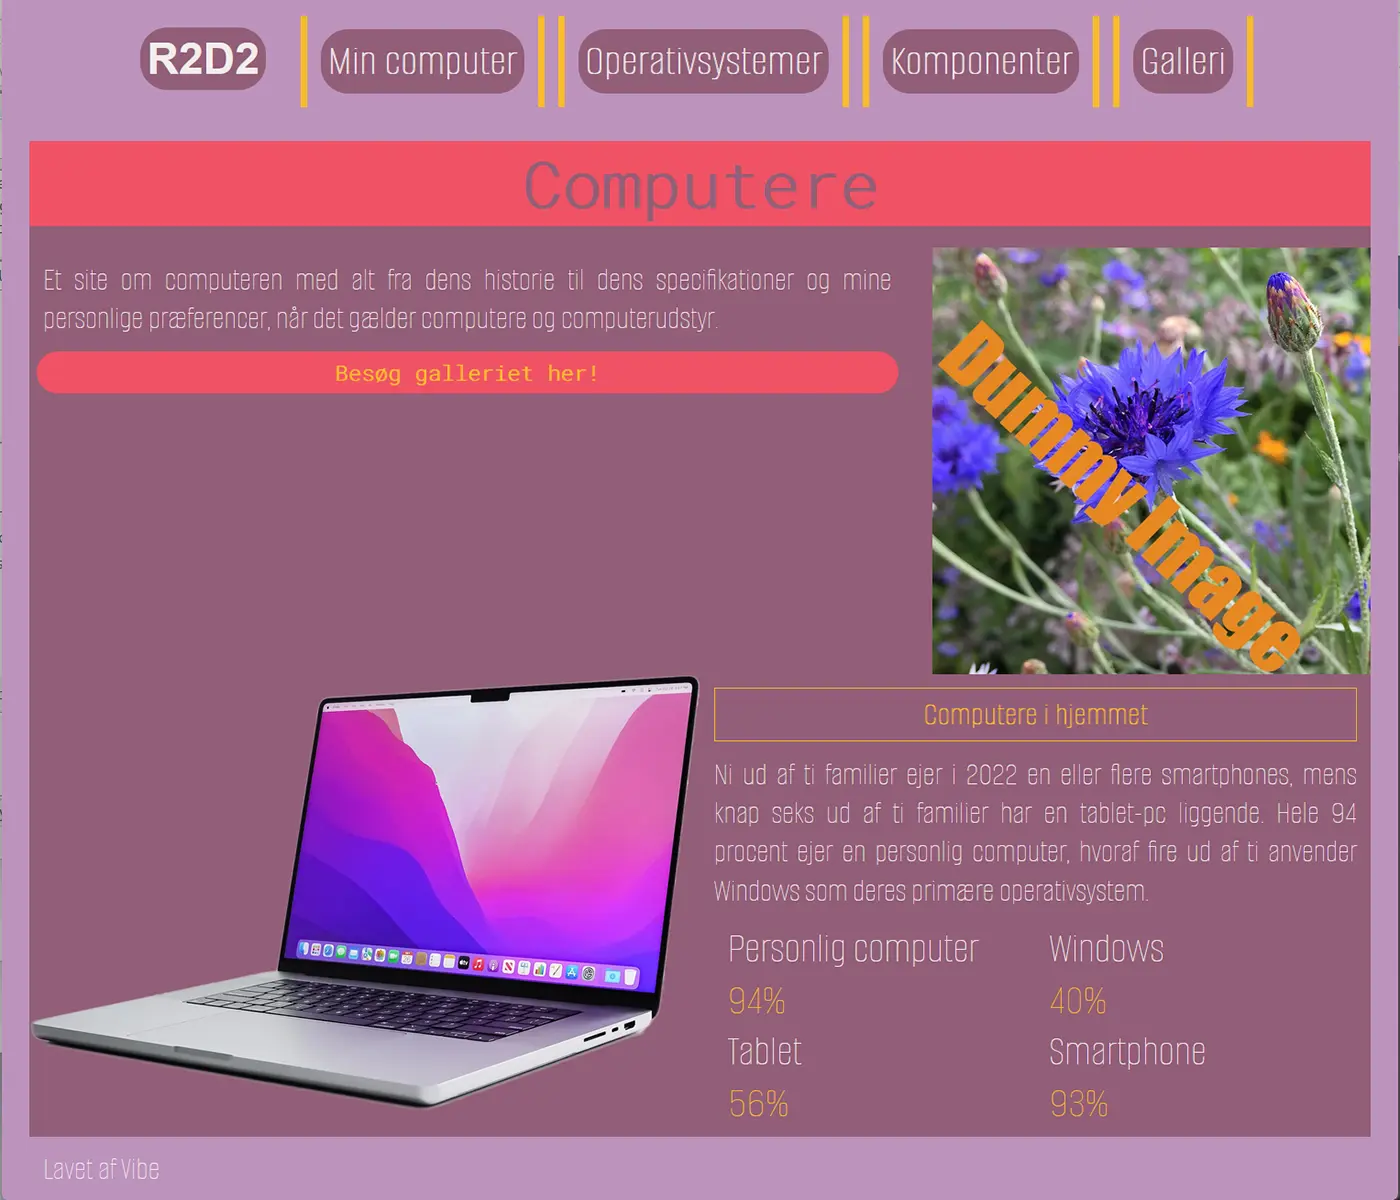 R2D2
Min computer
Operativsystemer
Komponenter
Galleri
Computere
Et site om computeren med alt fra dens historie til dens specifikationer og mine
personlige præferencer, når det gælder computere og computerudstyr.
Besøg galleriet her!
Dummy Image
Computere i hjemmet
Ni ud af ti familier ejer i 2022 en eller flere smartphones, mens
knap seks ud af ti familier har en tablet-pc liggende. Hele 94
procent ejer en personlig computer, hvoraf fire ud af ti anvender
Windows som deres primære operativsystem.
Personlig computer
Windows
94%
40%
Tablet
Smartphone
56%
93%
Lavet af Vibe